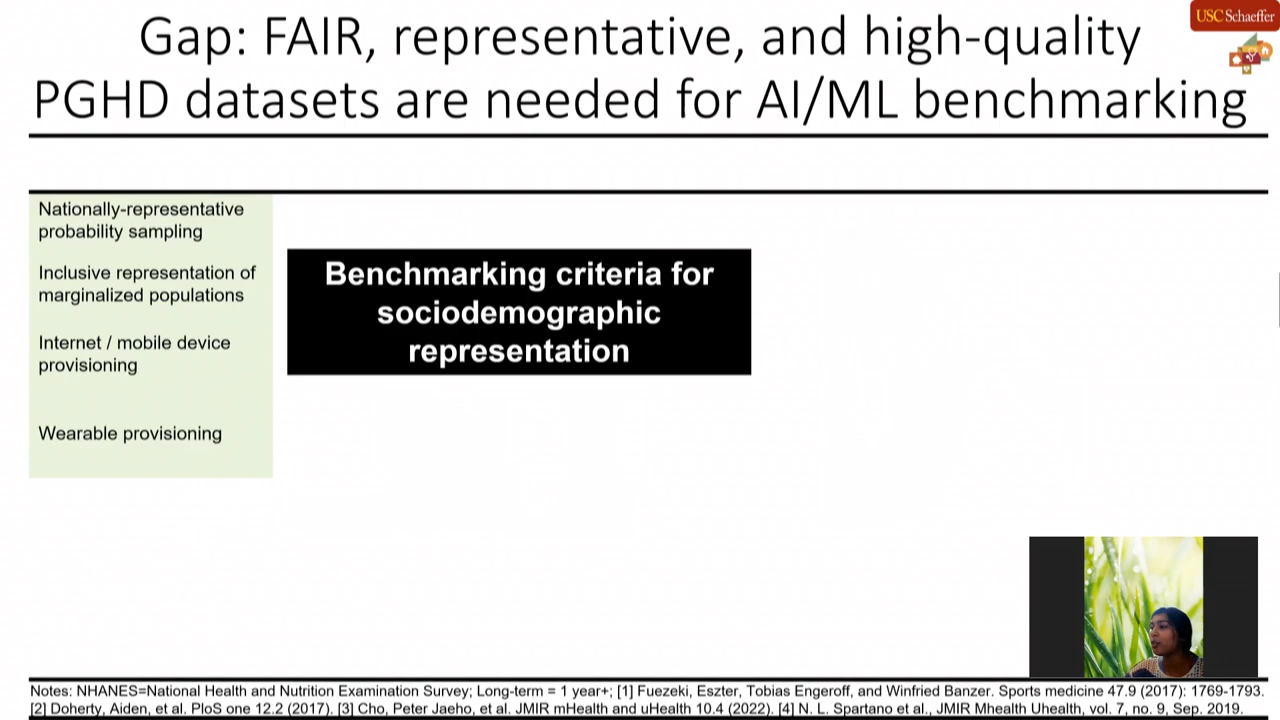 Gap: FAIR, representative, and high-quality
PGHD datasets are needed for AI/ML benchmarking
USC Schaeffer
Nationally-representative
probability sampling
Inclusive representation of
marginalized populations
Internet / mobile device
provisioning
Wearable provisioning
Benchmarking criteria for
sociodemographic
representation
Notes: NHANES=National Health and Nutrition Examination Survey; Long-term = 1 year+; [1] Fuezeki, Eszter, Tobias Engeroff, and Winfried Banzer. Sports medicine 47.9 (2017): 1769-1793.
[2] Doherty, Aiden, et al. PloS one 12.2 (2017). [3] Cho, Peter Jaeho, et al. JMIR mHealth and uHealth 10.4 (2022). [4] N. L. Spartano et al., JMIR Mhealth Uhealth, vol. 7, no. 9, Sep. 2019.